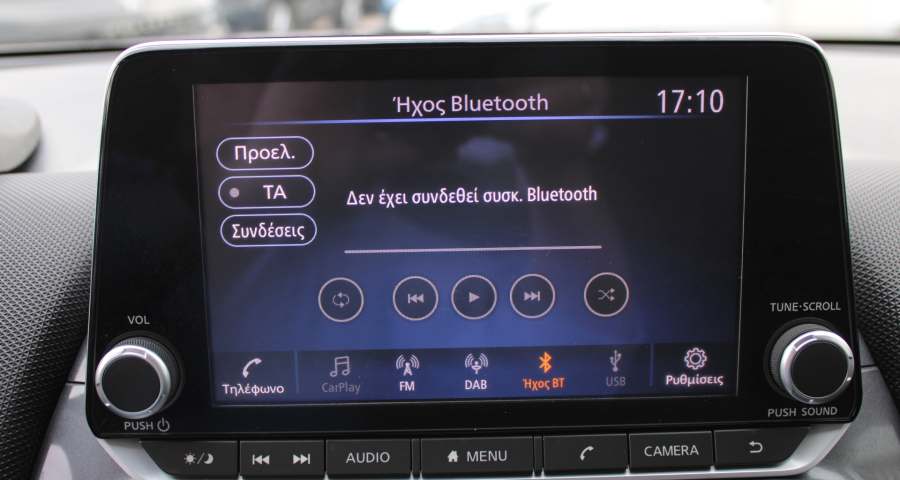 Ήχος Bluetooth
17:10
Προελ.
TA
Δεν έχει συνδεθεί συσκ. Bluetooth
Συνδέσεις
VOL
TUNE·SCROLL
Τηλέφωνο
CarPlay
FM
DAB
Ήχος BT
USB
Ρυθμίσεις
PUSH
PUSH SOUND
AUDIO
MENU
CAMERA